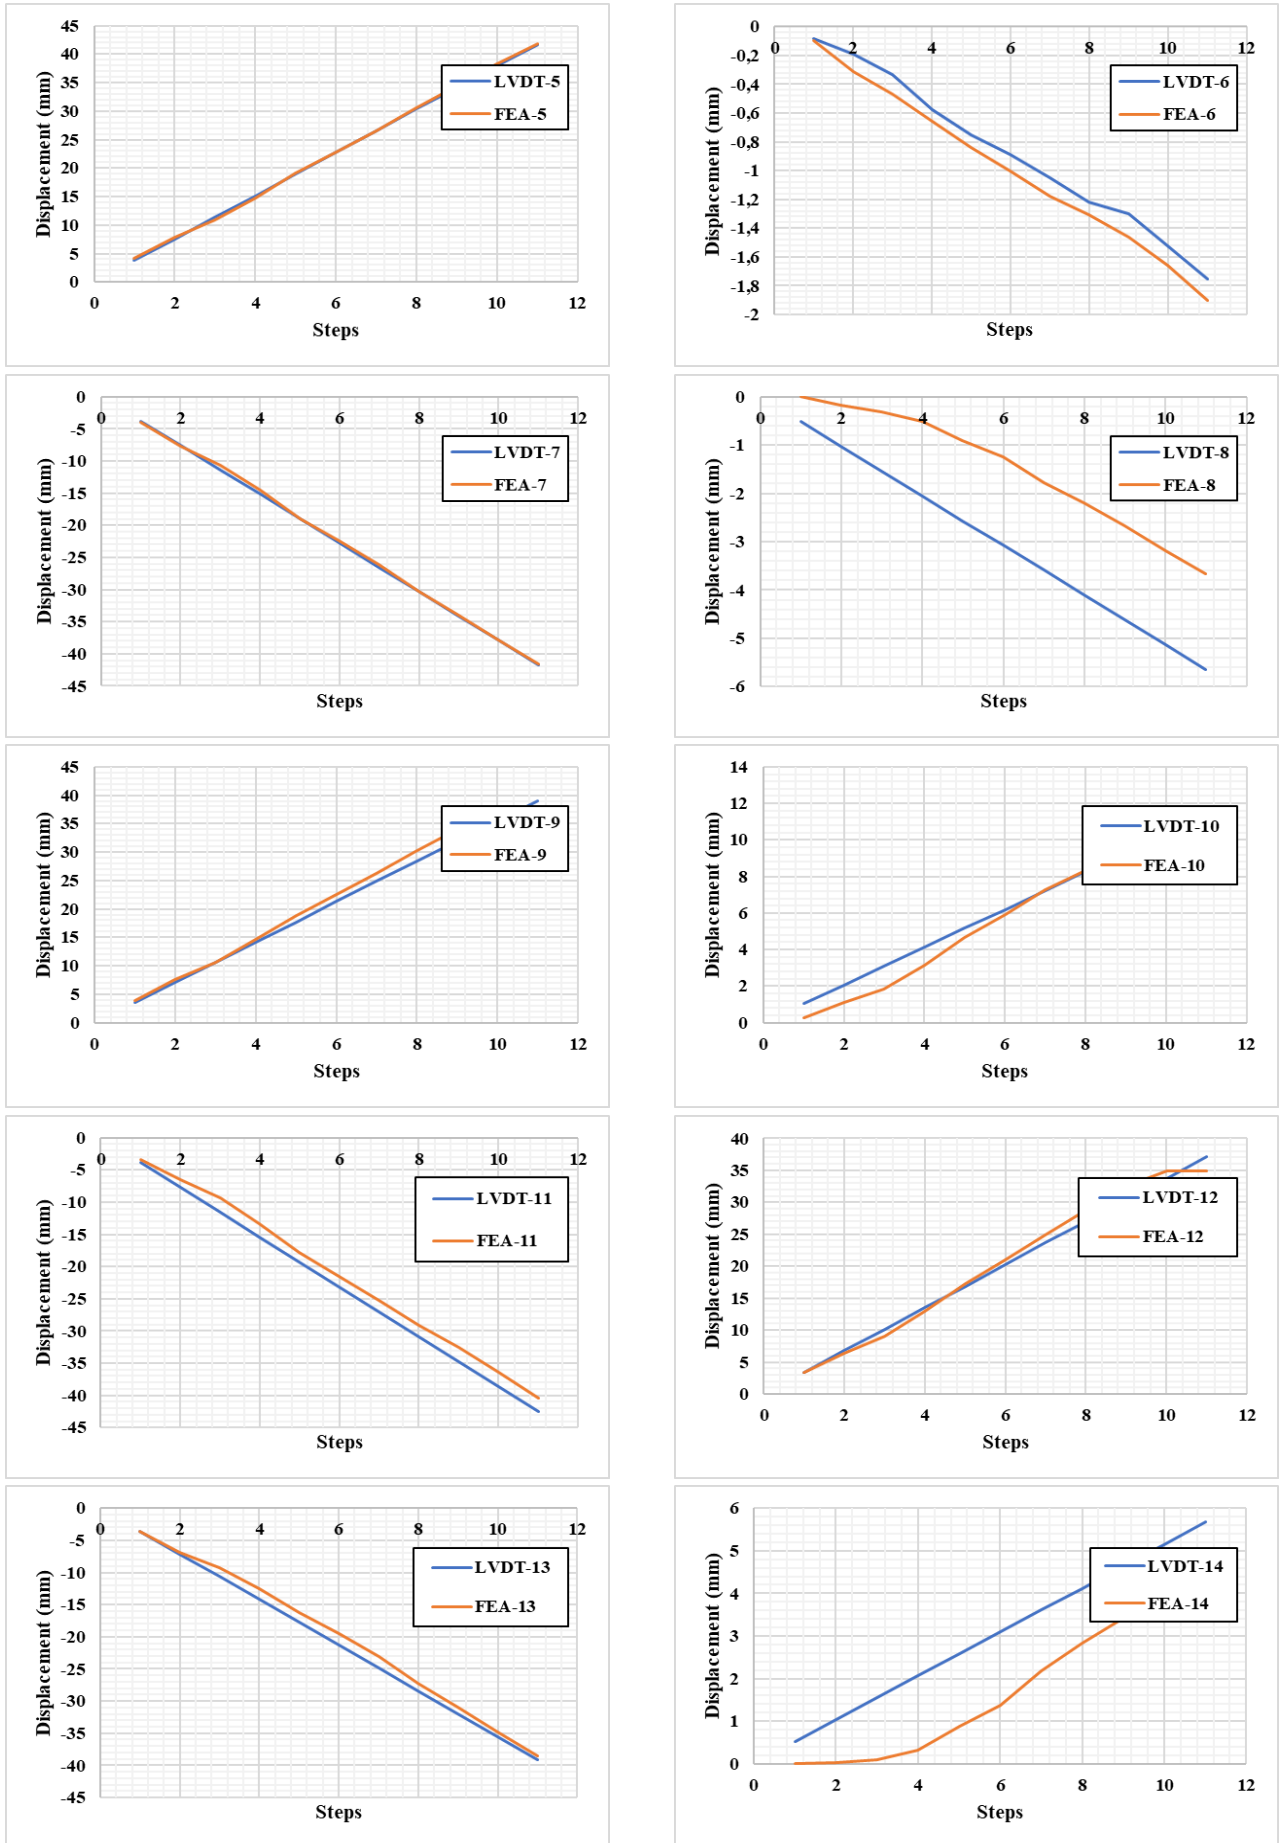 45
40
35
30
25
20
15
10
5
0
Displacement (mm)
LVDT-5
FEA-5
0 2 4 6 8 10 12
Steps
0
-0,2
-0,4
-0,6
-0,8
-1
-1,2
-1,4
-1,6
-1,8
-2
Displacement (mm)
0 2 4 6 8 10 12
LVDT-6
FEA-6
Steps
0
-5
-10
-15
-20
-25
-30
-35
-40
-45
Displacement (mm)
0 2 4 6 8 10 12
LVDT-7
FEA-7
Steps
0
-1
-2
-3
-4
-5
-6
Displacement (mm)
0 2 4 6 8 10 12
LVDT-8
FEA-8
Steps
45
40
35
30
25
20
15
10
5
0
Displacement (mm)
LVDT-9
FEA-9
0 2 4 6 8 10 12
Steps
14
12
10
8
6
4
2
0
Displacement (mm)
LVDT-10
FEA-10
0 2 4 6 8 10 12
Steps
0
-5
-10
-15
-20
-25
-30
-35
-40
-45
Displacement (mm)
0 2 4 6 8 10 12
LVDT-11
FEA-11
Steps
40
35
30
25
20
15
10
5
0
Displacement (mm)
LVDT-12
FEA-12
0 2 4 6 8 10 12
Steps
0
-5
-10
-15
-20
-25
-30
-35
-40
-45
Displacement (mm)
0 2 4 6 8 10 12
LVDT-13
FEA-13
Steps
6
5
4
3
2
1
0
Displacement (mm)
LVDT-14
FEA-14
0 2 4 6 8 10 12
Steps